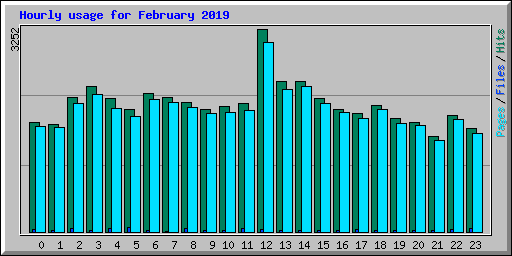 Hourly usage for February 2019
3252
Pages/Files/Hits
0 1 2 3 4 5 6 7 8 9 10 11 12 13 14 15 16 17 18 19 20 21 22 23